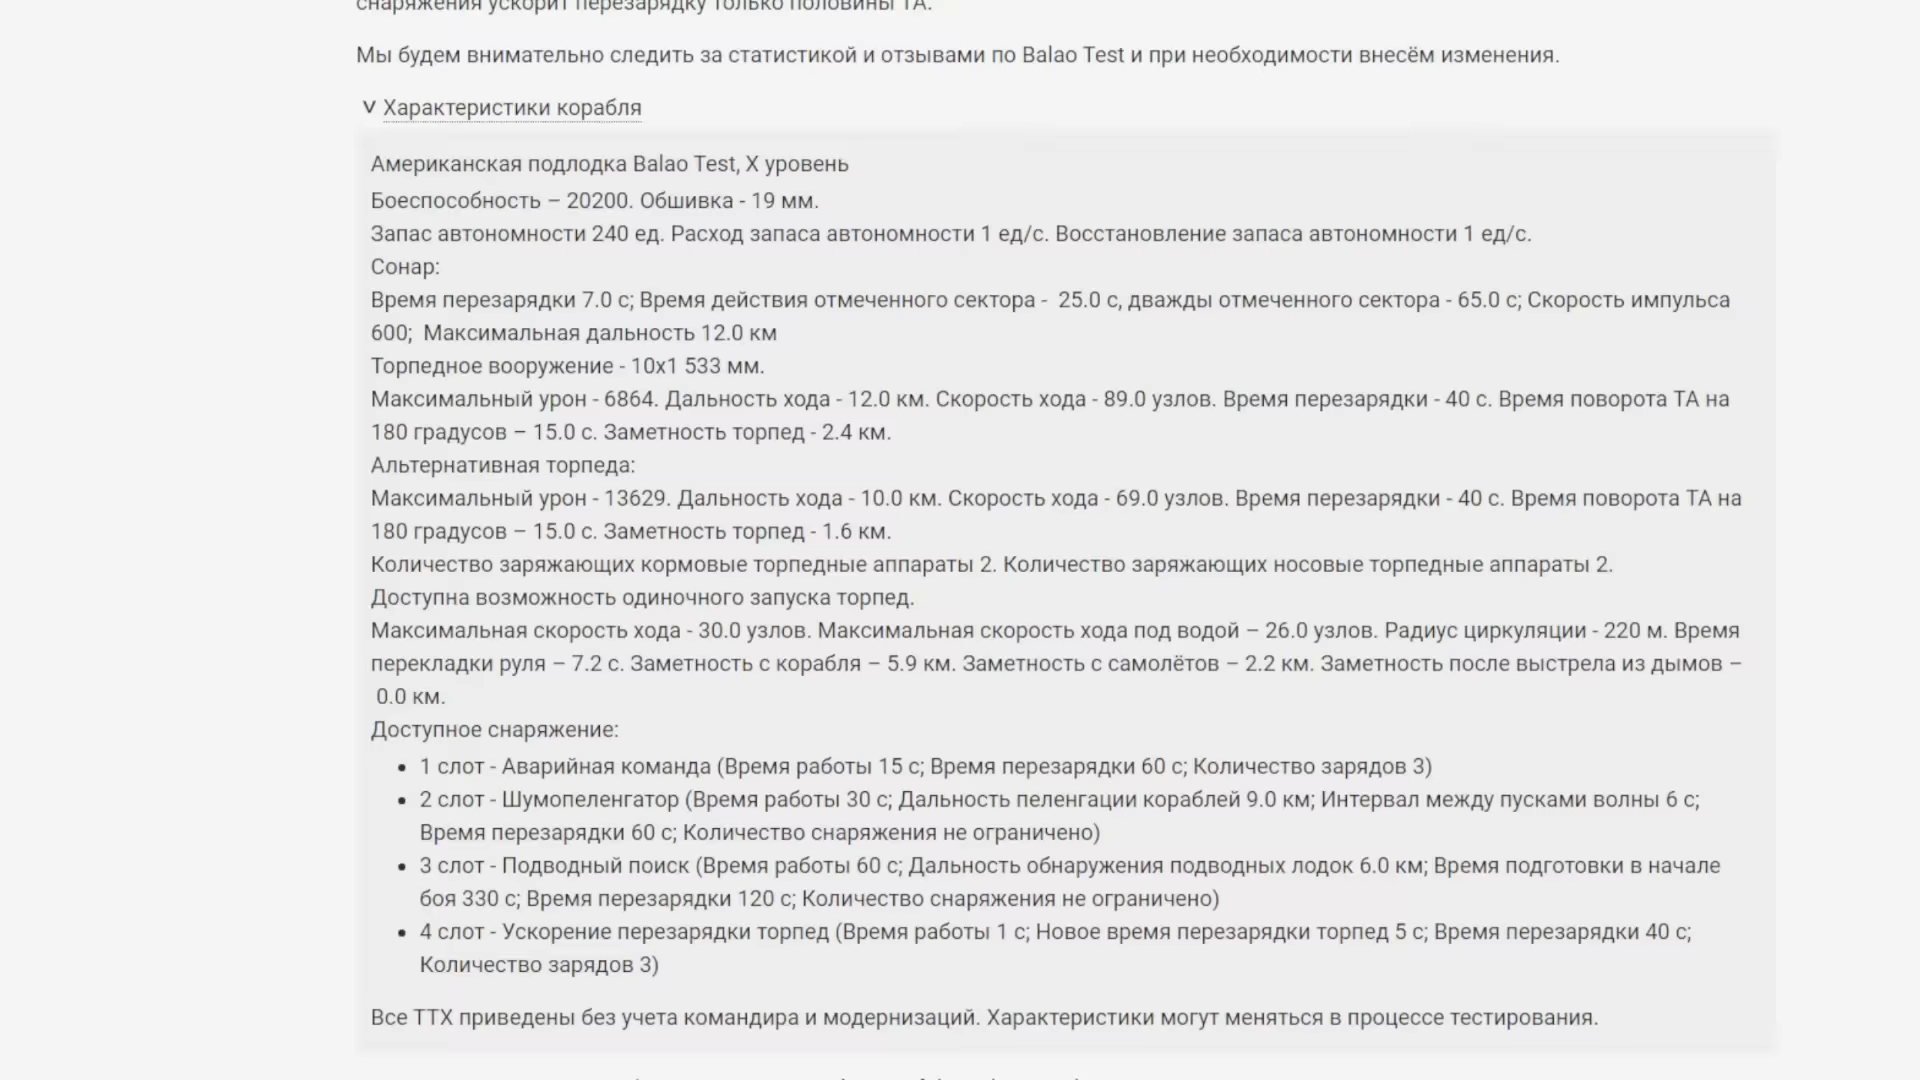 снаряжения ускорит перезарядку только половины ТА.
Мы будем внимательно следить за статистикой и отзывами по Balao Test и при необходимости внесём изменения.
Характеристики корабля
Американская подлодка Balao Test, X уровень
Боеспособность – 20200. Обшивка - 19 мм.
Запас автономности 240 ед. Расход запаса автономности 1 ед/с. Восстановление запаса автономности 1 ед/с.
Сонар:
Время перезарядки 7.0 с; Время действия отмеченного сектора -  25.0 с, дважды отмеченного сектора - 65.0 с; Скорость импульса
600;  Максимальная дальность 12.0 км
Торпедное вооружение - 10x1 533 мм.
Максимальный урон - 6864. Дальность хода - 12.0 км. Скорость хода - 89.0 узлов. Время перезарядки - 40 с. Время поворота ТА на
180 градусов – 15.0 с. Заметность торпед - 2.4 км.
Альтернативная торпеда:
Максимальный урон - 13629. Дальность хода - 10.0 км. Скорость хода - 69.0 узлов. Время перезарядки - 40 с. Время поворота ТА на
180 градусов – 15.0 с. Заметность торпед - 1.6 км.
Количество заряжающих кормовые торпедные аппараты 2. Количество заряжающих носовые торпедные аппараты 2.
Доступна возможность одиночного запуска торпед.
Максимальная скорость хода - 30.0 узлов. Максимальная скорость хода под водой – 26.0 узлов. Радиус циркуляции - 220 м. Время
перекладки руля – 7.2 с. Заметность с корабля – 5.9 км. Заметность с самолётов – 2.2 км. Заметность после выстрела из дымов –
0.0 км.
Доступное снаряжение:
• 1 слот - Аварийная команда (Время работы 15 с; Время перезарядки 60 с; Количество зарядов 3)
• 2 слот - Шумопеленгатор (Время работы 30 с; Дальность пеленгации кораблей 9.0 км; Интервал между пусками волны 6 с;
Время перезарядки 60 с; Количество снаряжения не ограничено)
• 3 слот - Подводный поиск (Время работы 60 с; Дальность обнаружения подводных лодок 6.0 км; Время подготовки в начале
боя 330 с; Время перезарядки 120 с; Количество снаряжения не ограничено)
• 4 слот - Ускорение перезарядки торпед (Время работы 1 с; Новое время перезарядки торпед 5 с; Время перезарядки 40 с;
Количество зарядов 3)
Все ТТХ приведены без учета командира и модернизаций. Характеристики могут меняться в процессе тестирования.